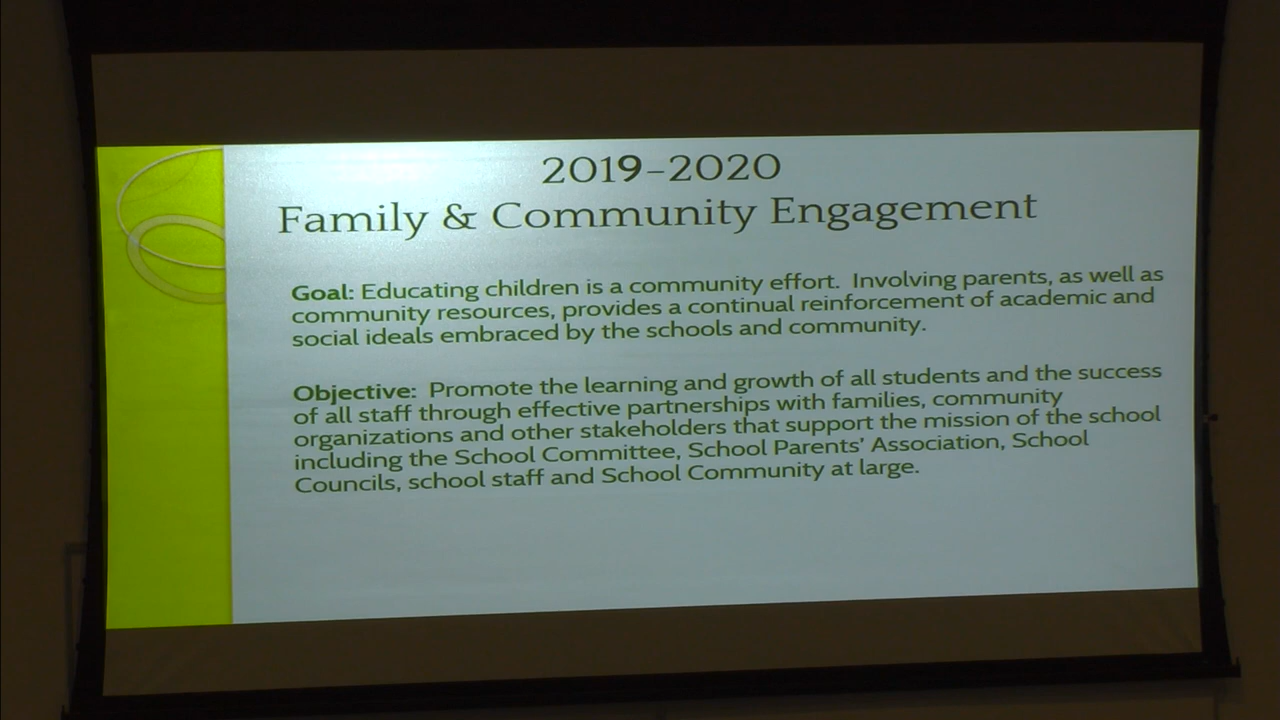 2019-2020
Family & Community Engagement
Goal: Educating children is a community effort. Involving parents, as well as
community resources, provides a continual reinforcement of academic and
social ideals embraced by the schools and community.
Objective: Promote the learning and growth of all students and the success
of all staff through effective partnerships with families, community
organizations and other stakeholders that support the mission of the school
including the School Committee, School Parents' Association, School
Councils, school staff and School Community at large.